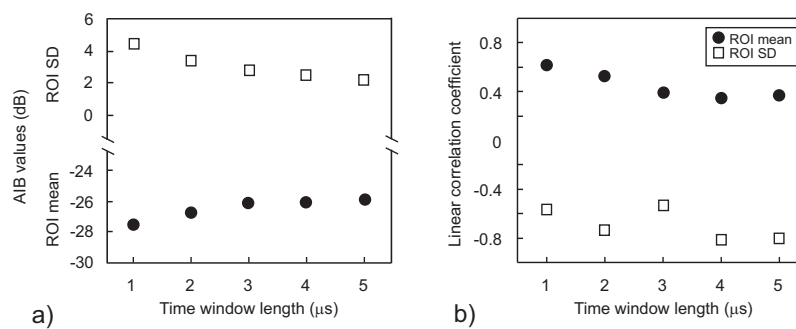 AIB values (dB)
ROI SD
ROI mean
4
2
0
-24
-26
-28
-30
1 2 3 4 5
Time window length (μs)
a)
Linear correlation coefficient
0.8
0.4
0
-0.4
-0.8
ROI mean
ROI SD
1 2 3 4 5
Time window length (μs)
b)